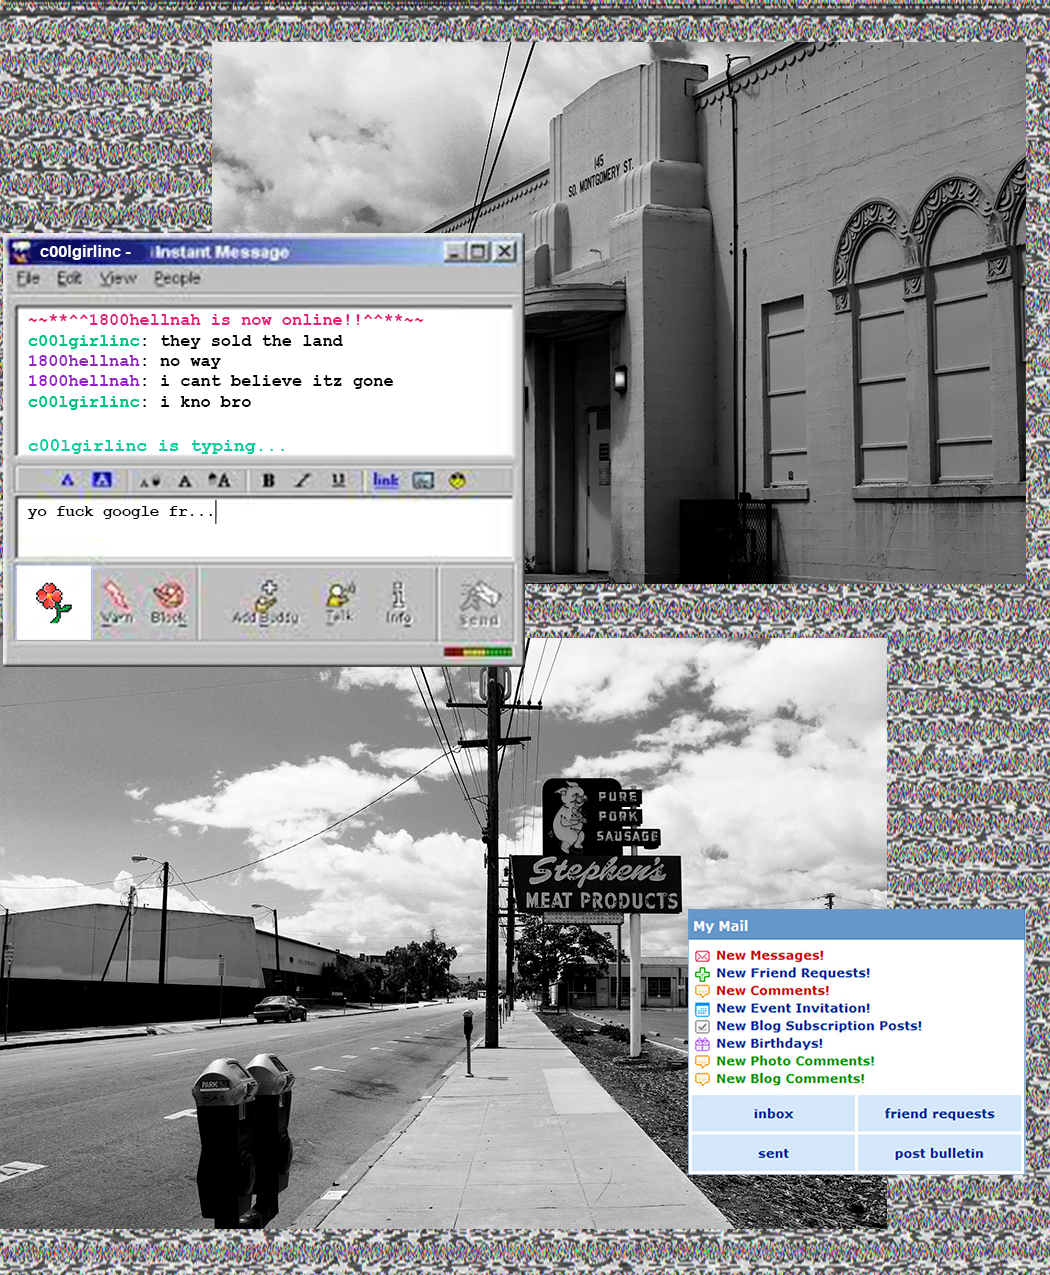 145
SO. MONTGOMERY ST.
c00lgirlinc - Instant Message
File Edit View People
~~**^^1800hellnah is now online!!^^**~~
c00lgirlinc: they sold the land
1800hellnah: no way
1800hellnah: i cant believe itz gone
c00lgirlinc: i kno bro
c00lgirlinc is typing...
A A A A A B I U link
yo fuck google fr...
Warn Block Add Buddy Talk Info Send
PURE
PORK
SAUSAGE
Stephen's
MEAT PRODUCTS
PARK
My Mail
New Messages!
New Friend Requests!
New Comments!
New Event Invitation!
New Blog Subscription Posts!
New Birthdays!
New Photo Comments!
New Blog Comments!
inbox friend requests
sent post bulletin